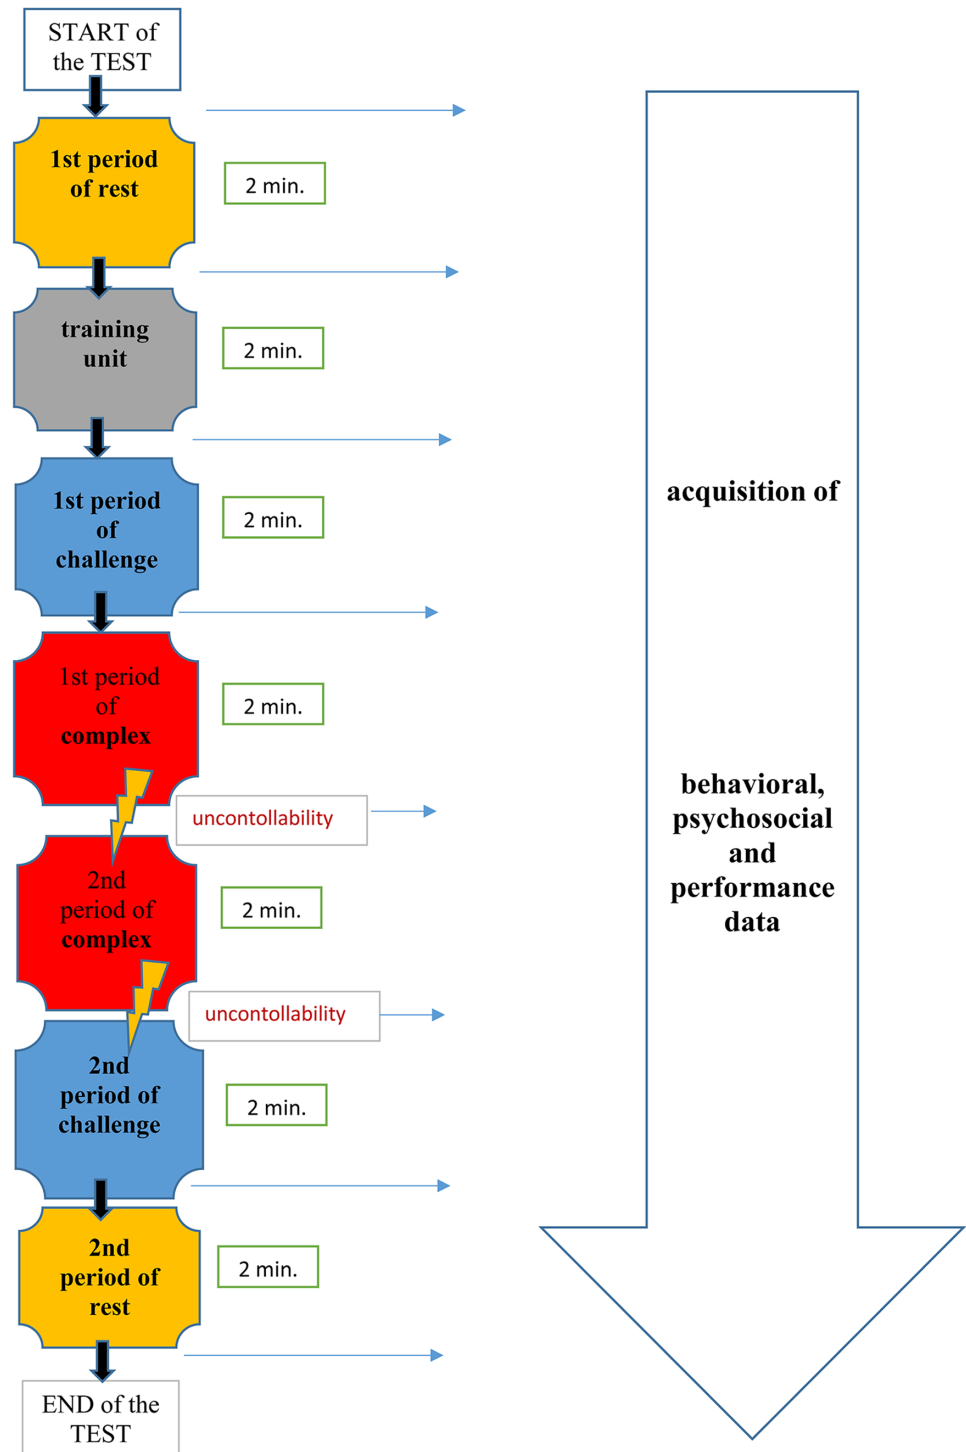 START of
the TEST
1st period
of rest
2 min.
training
unit
2 min.
1st period
of
challenge
2 min.
acquisition of
1st period
of
complex
2 min.
behavioral,
psychosocial
and
performance
data
uncontollability
2nd
period of
complex
2 min.
uncontollability
2nd
period of
challenge
2 min.
2nd
period of
rest
2 min.
END of the
TEST